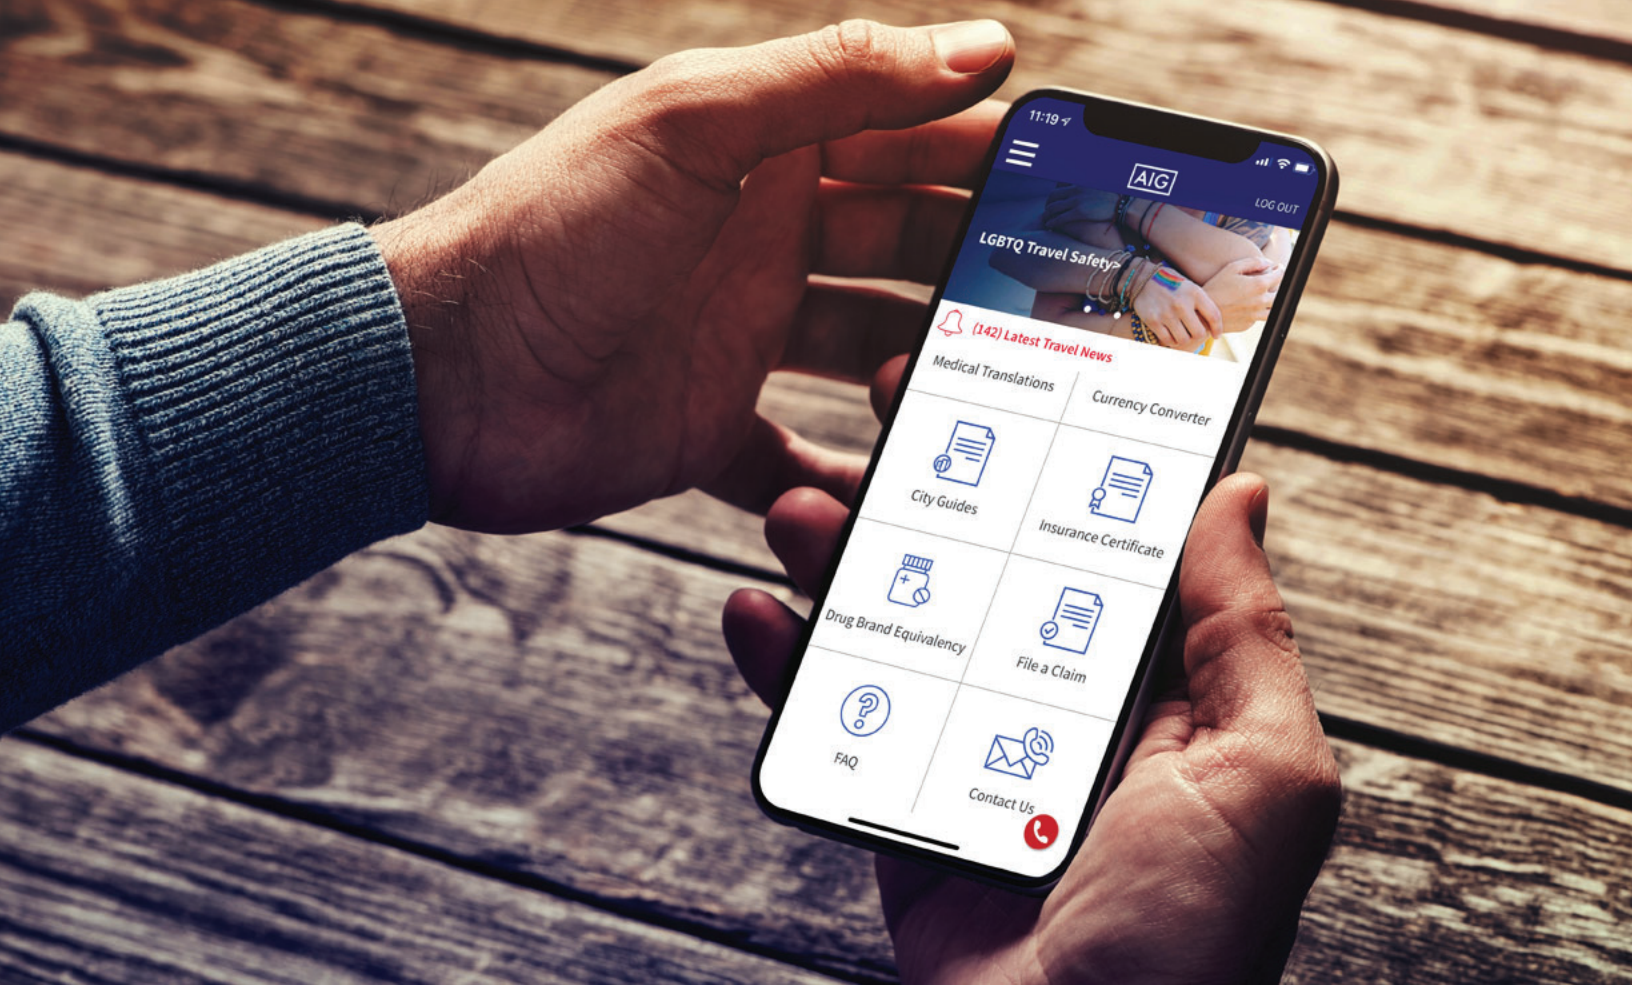 11:19
AIG
LOG OUT
LGBTQ Travel Safety>
(142) Latest Travel News
Medical Translations
Currency Converter
City Guides
Insurance Certificate
Drug Brand Equivalency
File a Claim
FAQ
Contact Us